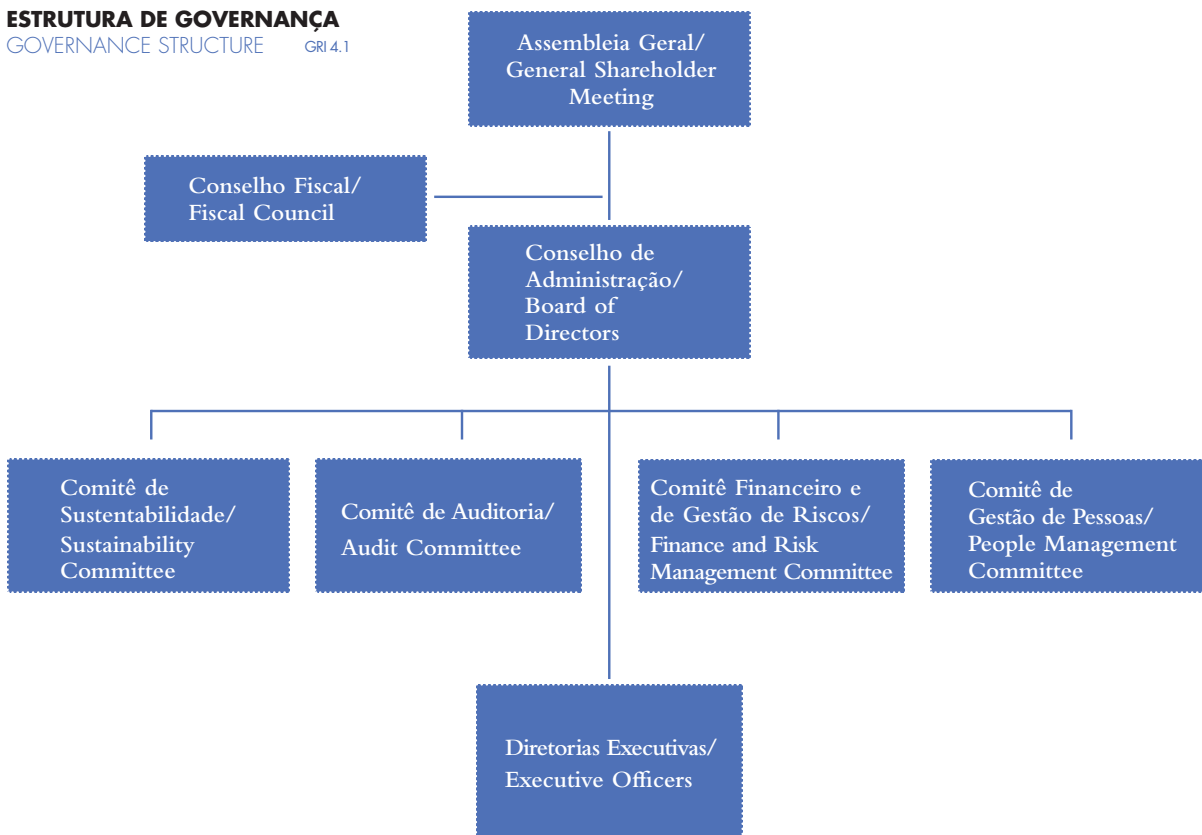 ESTRUTURA DE GOVERNANÇA
GOVERNANCE STRUCTURE GRI 4.1
Assembleia Geral/
General Shareholder
Meeting
Conselho Fiscal/
Fiscal Council
Conselho de
Administração/
Board of
Directors
Comitê de
Sustentabilidade/
Sustainability
Committee
Comitê de Auditoria/
Audit Committee
Comitê Financeiro e
de Gestão de Riscos/
Finance and Risk
Management Committee
Comitê de
Gestão de Pessoas/
People Management
Committee
Diretorias Executivas/
Executive Officers